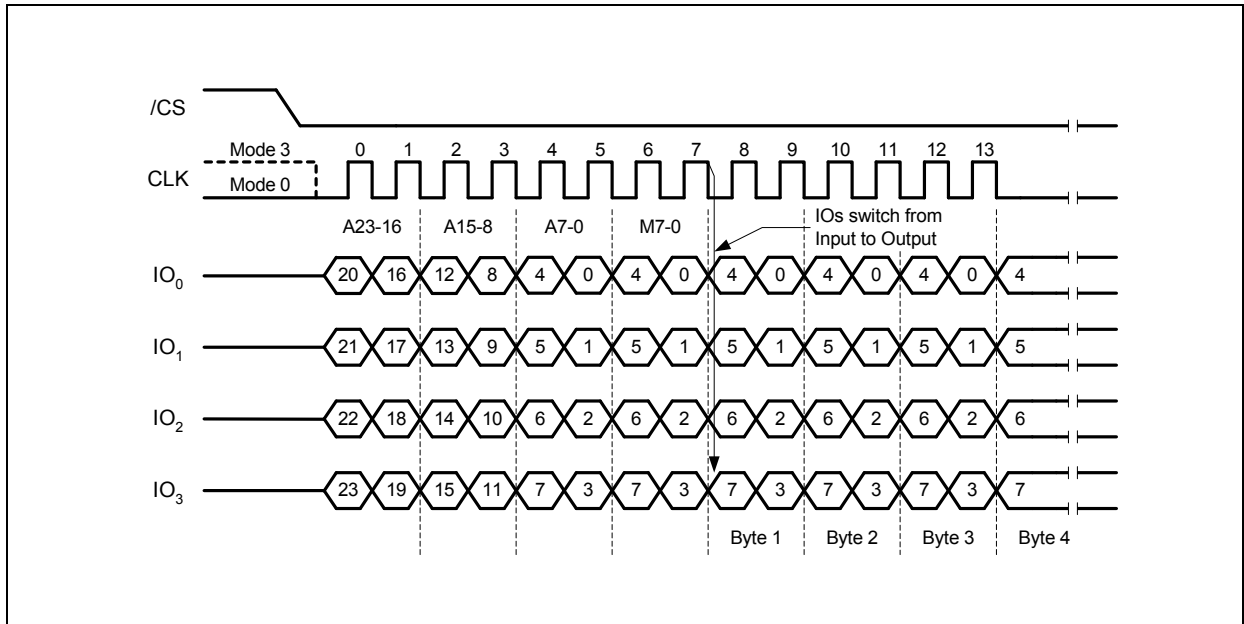 /CS
Mode 3
0 1 2 3 4 5 6 7 8 9 10 11 12 13
CLK
Mode 0
A23-16 A15-8 A7-0 M7-0
IOs switch from
Input to Output
IO0 20 16 12 8 4 0 4 0 4 0 4 0 4 0 4
IO1 21 17 13 9 5 1 5 1 5 1 5 1 5 1 5
IO2 22 18 14 10 6 2 6 2 6 2 6 2 6 2 6
IO3 23 19 15 11 7 3 7 3 7 3 7 3 7 3 7
Byte 1 Byte 2 Byte 3 Byte 4